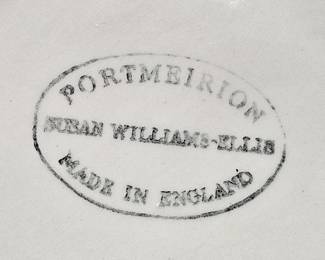 PORTMEIRION
SUSAN WILLIAMS-ELLIS
MADE IN ENGLAND